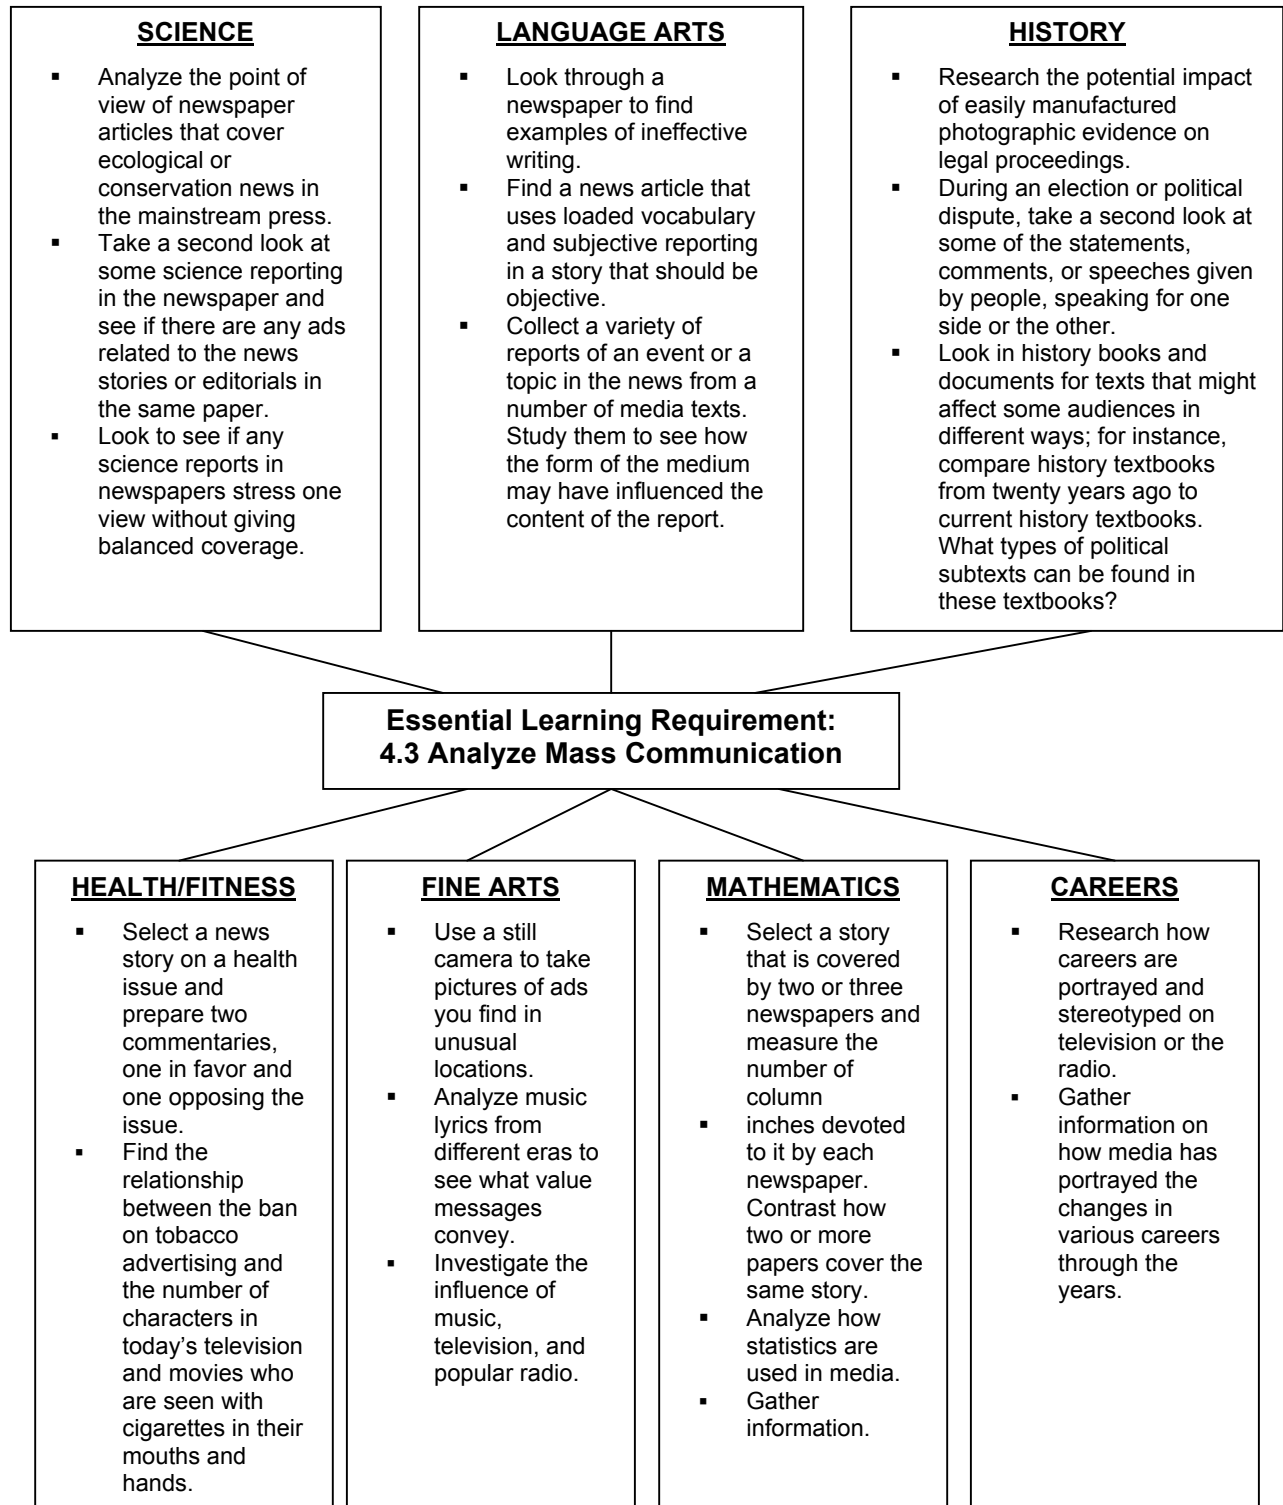 SCIENCE
▪ Analyze the point of
view of newspaper
articles that cover
ecological or
conservation news in
the mainstream press.
▪ Take a second look at
some science reporting
in the newspaper and
see if there are any ads
related to the news
stories or editorials in
the same paper.
▪ Look to see if any
science reports in
newspapers stress one
view without giving
balanced coverage.
LANGUAGE ARTS
▪ Look through a
newspaper to find
examples of ineffective
writing.
▪ Find a news article that
uses loaded vocabulary
and subjective reporting
in a story that should be
objective.
▪ Collect a variety of
reports of an event or a
topic in the news from a
number of media texts.
Study them to see how
the form of the medium
may have influenced the
content of the report.
HISTORY
▪ Research the potential impact
of easily manufactured
photographic evidence on
legal proceedings.
▪ During an election or political
dispute, take a second look at
some of the statements,
comments, or speeches given
by people, speaking for one
side or the other.
▪ Look in history books and
documents for texts that might
affect some audiences in
different ways; for instance,
compare history textbooks
from twenty years ago to
current history textbooks.
What types of political
subtexts can be found in
these textbooks?
Essential Learning Requirement:
4.3 Analyze Mass Communication
HEALTH/FITNESS
▪ Select a news
story on a health
issue and
prepare two
commentaries,
one in favor and
one opposing the
issue.
▪ Find the
relationship
between the ban
on tobacco
advertising and
the number of
characters in
today’s television
and movies who
are seen with
cigarettes in their
mouths and
hands.
FINE ARTS
▪ Use a still
camera to take
pictures of ads
you find in
unusual
locations.
▪ Analyze music
lyrics from
different eras to
see what value
messages
convey.
▪ Investigate the
influence of
music,
television, and
popular radio.
MATHEMATICS
▪ Select a story
that is covered
by two or three
newspapers and
measure the
number of
column
▪ inches devoted
to it by each
newspaper.
Contrast how
two or more
papers cover the
same story.
▪ Analyze how
statistics are
used in media.
▪ Gather
information.
CAREERS
▪ Research how
careers are
portrayed and
stereotyped on
television or the
radio.
▪ Gather
information on
how media has
portrayed the
changes in
various careers
through the
years.